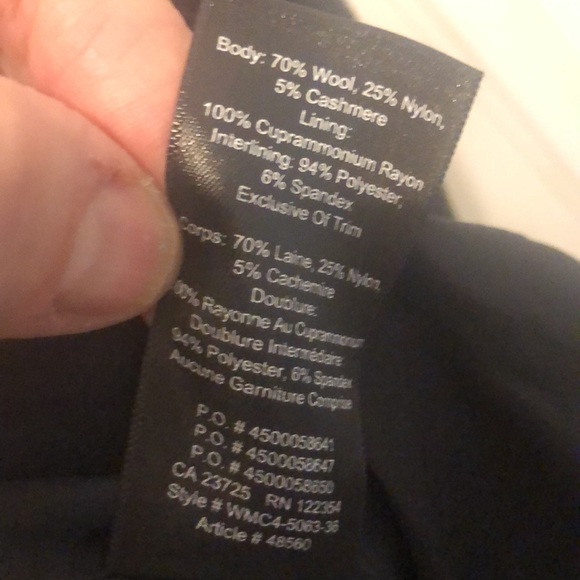 Body: 70% Wool, 25% Nylon,
5% Cashmere
Lining:
100% Cuprammonium Rayon
Interlining: 94% Polyester,
6% Spandex
Exclusive Of Trim
Corps: 70% Laine, 25% Nylon
5% Cachemire
Doublure:
Rayonne Au Cuprammonium
Doublure Intermédiaire:
94% Polyester, 6% Spandex
Aucune Garniture Comprise
P.O. # 4500058641
P.O. # 4500058647
P.O. # 4500058650
CA 23725 RN 122354
Style # WMC4-5063-36
Article # 48560